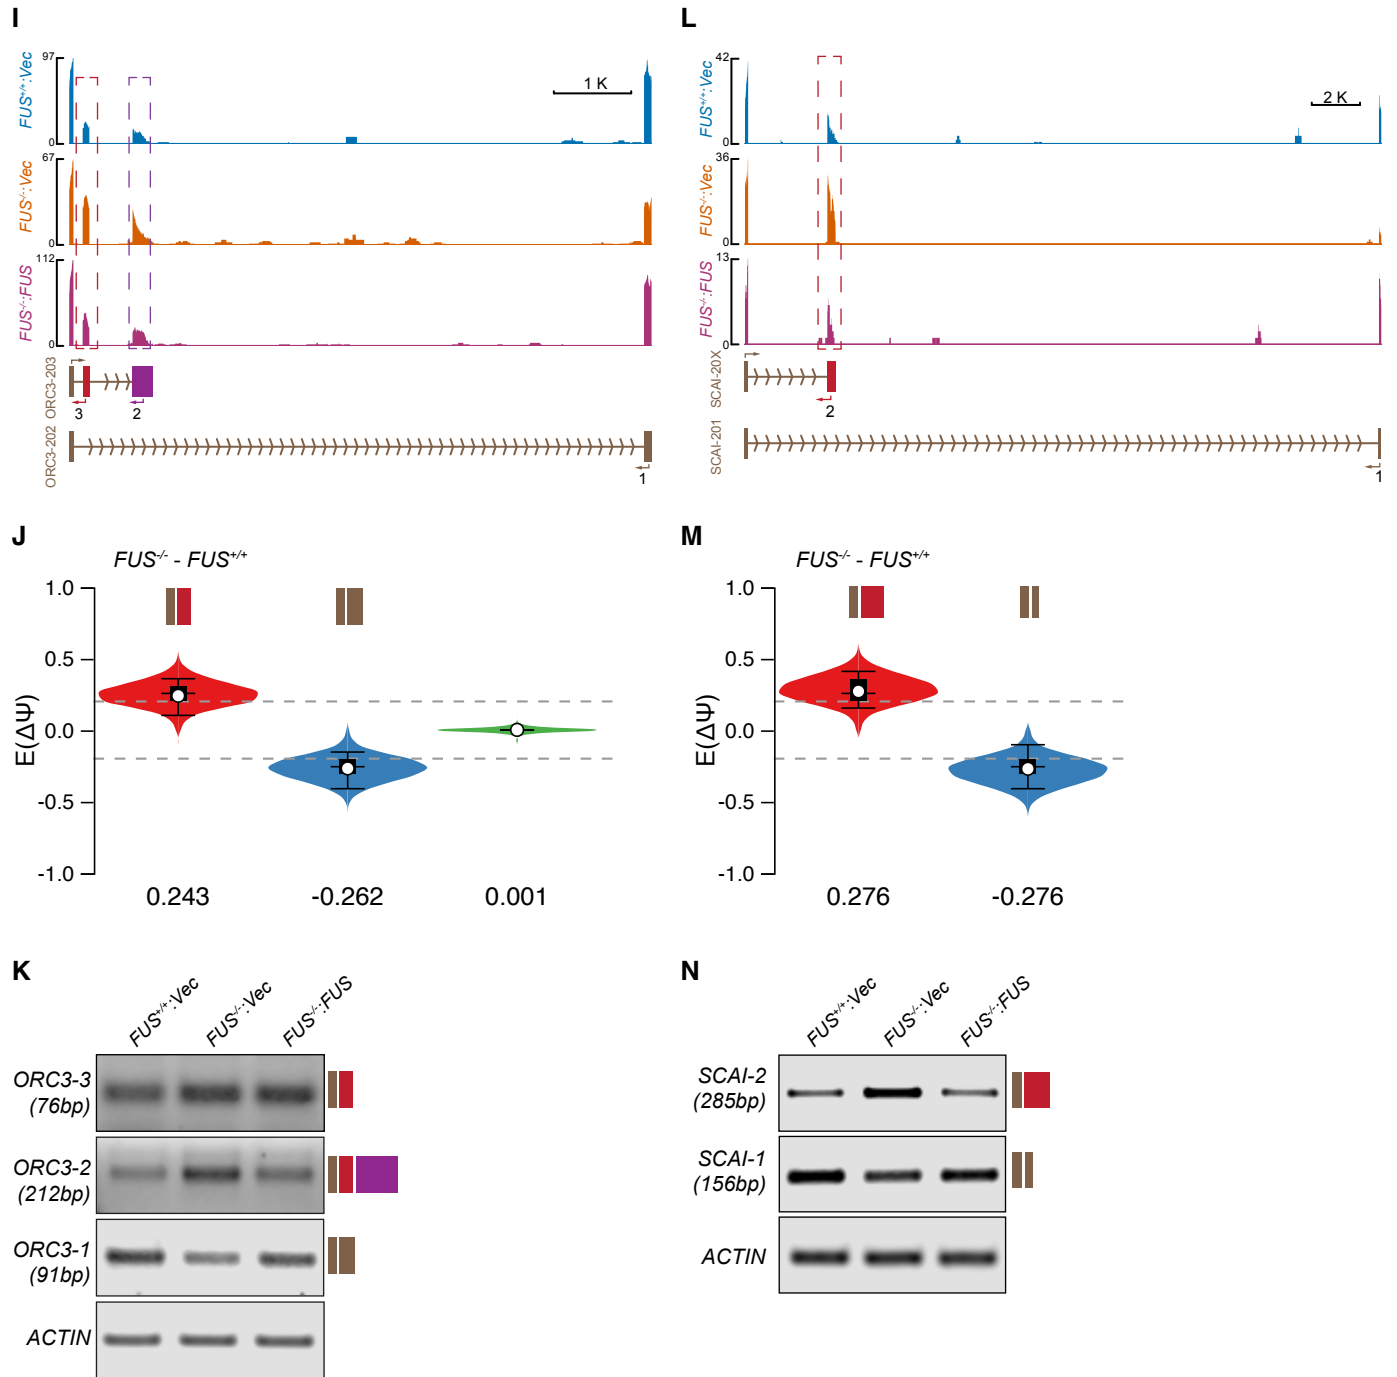 I
97
0
FUS+/+:Vec
1 K
67
0
FUS-/-:Vec
112
0
FUS-/-:FUS
ORC3-203
3
2
ORC3-202
1
L
42
0
FUS+/+:Vec
2 K
36
0
FUS-/-:Vec
13
0
FUS-/-:FUS
SCAI-20X
2
SCAI-201
1
J
FUS-/- - FUS+/+
1.0
0.5
0.0
-0.5
-1.0
E(ΔΨ)
0.243 -0.262 0.001
M
FUS-/- - FUS+/+
1.0
0.5
0.0
-0.5
-1.0
E(ΔΨ)
0.276 -0.276
K
FUS+/+:Vec
FUS-/-:Vec
FUS-/-:FUS
ORC3-3
(76bp)
ORC3-2
(212bp)
ORC3-1
(91bp)
ACTIN
N
FUS+/+:Vec
FUS-/-:Vec
FUS-/-:FUS
SCAI-2
(285bp)
SCAI-1
(156bp)
ACTIN